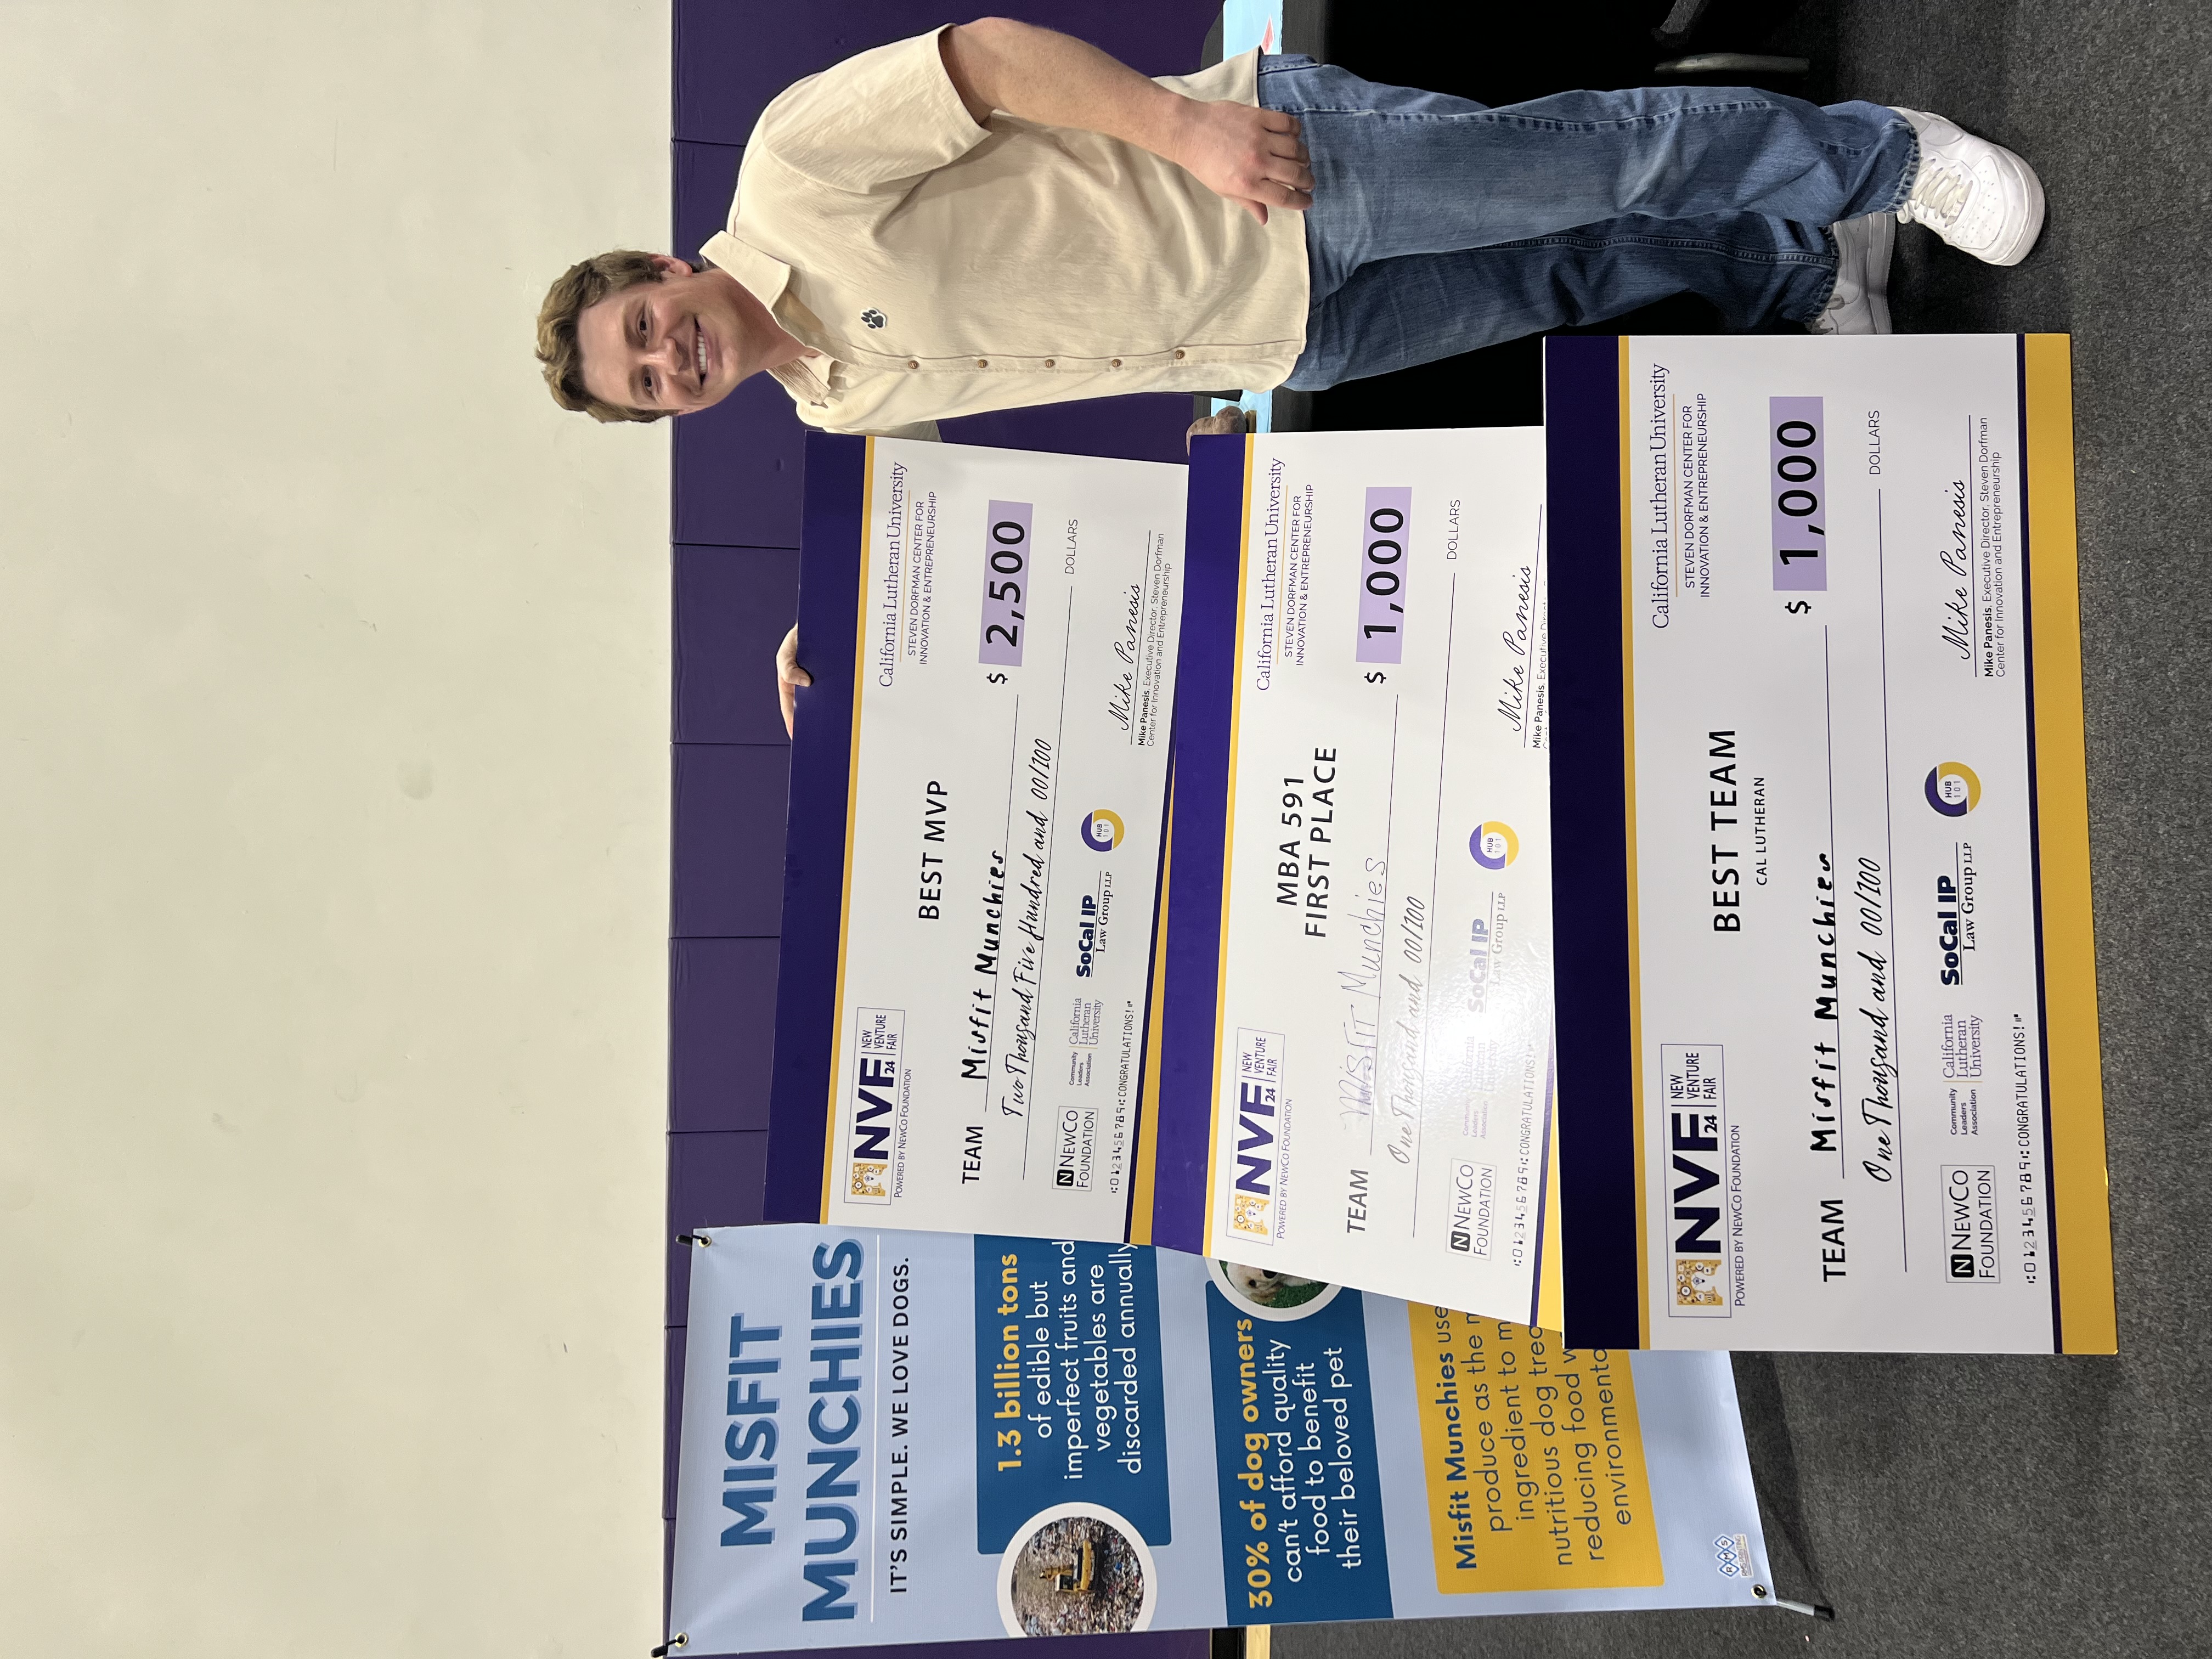 MISFIT
MUNCHIES
IT'S SIMPLE. WE LOVE DOGS.
1.3 billion tons
of edible but
imperfect fruits and
vegetables are
discarded annually
30% of dog owners
can't afford quality
food to benefit
their beloved pet
Misfit Munchies use
produce as the
ingredient to
nutritious dog
reducing food
RMS
RMS PRINTING
NVF 24 NEW VENTURE FAIR
POWERED BY NEWCO FOUNDATION
California Lutheran University
STEVEN DORFMAN CENTER FOR
INNOVATION & ENTREPRENEURSHIP
BEST MVP
TEAM Misfit Munchies $ 2,500
Two Thousand Five Hundred and 00/100
DOLLARS
NEWCO FOUNDATION
Community Leaders Association California Lutheran University
SoCal IP Law Group LLP
HUB 101
0123456789 CONGRATULATIONS!
Mike Panesis
Mike Panesis, Executive Director, Steven Dorfman
Center for Innovation and Entrepreneurship
NVF 24 NEW VENTURE FAIR
POWERED BY NEWCO FOUNDATION
California Lutheran University
STEVEN DORFMAN CENTER FOR
INNOVATION & ENTREPRENEURSHIP
MBA 591
FIRST PLACE
TEAM MisfiT Munchies $ 1,000
One Thousand and 00/100
DOLLARS
NEWCO FOUNDATION
Community Leaders Association California Lutheran University
SoCal IP Law Group LLP
HUB 101
0123456789 CONGRATULATIONS!
Mike Panesis
Mike Panesis, Executive
NVF 24 NEW VENTURE FAIR
POWERED BY NEWCO FOUNDATION
California Lutheran University
STEVEN DORFMAN CENTER FOR
INNOVATION & ENTREPRENEURSHIP
BEST TEAM
CAL LUTHERAN
TEAM Misfit Munchies $ 1,000
One Thousand and 00/100
DOLLARS
NEWCO FOUNDATION
Community Leaders Association California Lutheran University
SoCal IP Law Group LLP
HUB 101
0123456789 CONGRATULATIONS!
Mike Panesis
Mike Panesis, Executive Director, Steven Dorfman
Center for Innovation and Entrepreneurship